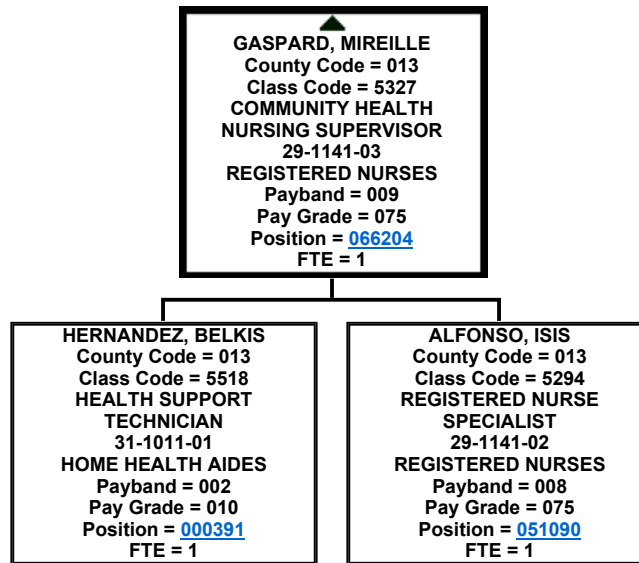 GASPARD, MIREILLE
County Code = 013
Class Code = 5327
COMMUNITY HEALTH
NURSING SUPERVISOR
29-1141-03
REGISTERED NURSES
Payband = 009
Pay Grade = 075
Position = 066204
FTE = 1
HERNANDEZ, BELKIS
County Code = 013
Class Code = 5518
HEALTH SUPPORT
TECHNICIAN
31-1011-01
HOME HEALTH AIDES
Payband = 002
Pay Grade = 010
Position = 000391
FTE = 1
ALFONSO, ISIS
County Code = 013
Class Code = 5294
REGISTERED NURSE
SPECIALIST
29-1141-02
REGISTERED NURSES
Payband = 008
Pay Grade = 075
Position = 051090
FTE = 1